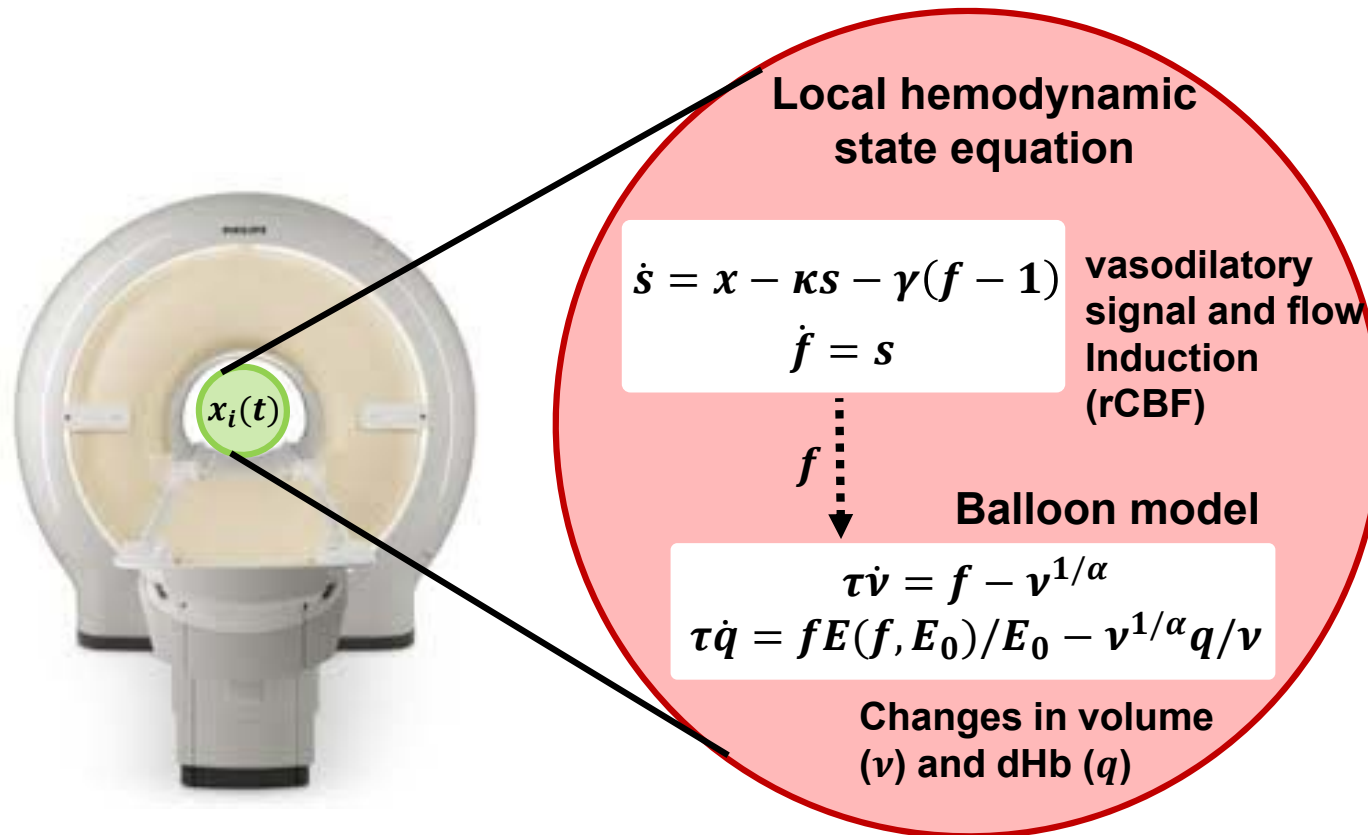 Local hemodynamic
state equation
ṡ = x − κs − γ(f − 1)
ḟ = s
vasodilatory
signal and flow
Induction
(rCBF)
x_i(t)
f
Balloon model
τν̇ = f − ν^{1/α}
τq̇ = fE(f, E_0)/E_0 − ν^{1/α}q/ν
Changes in volume
(ν) and dHb (q)
PHILIPS